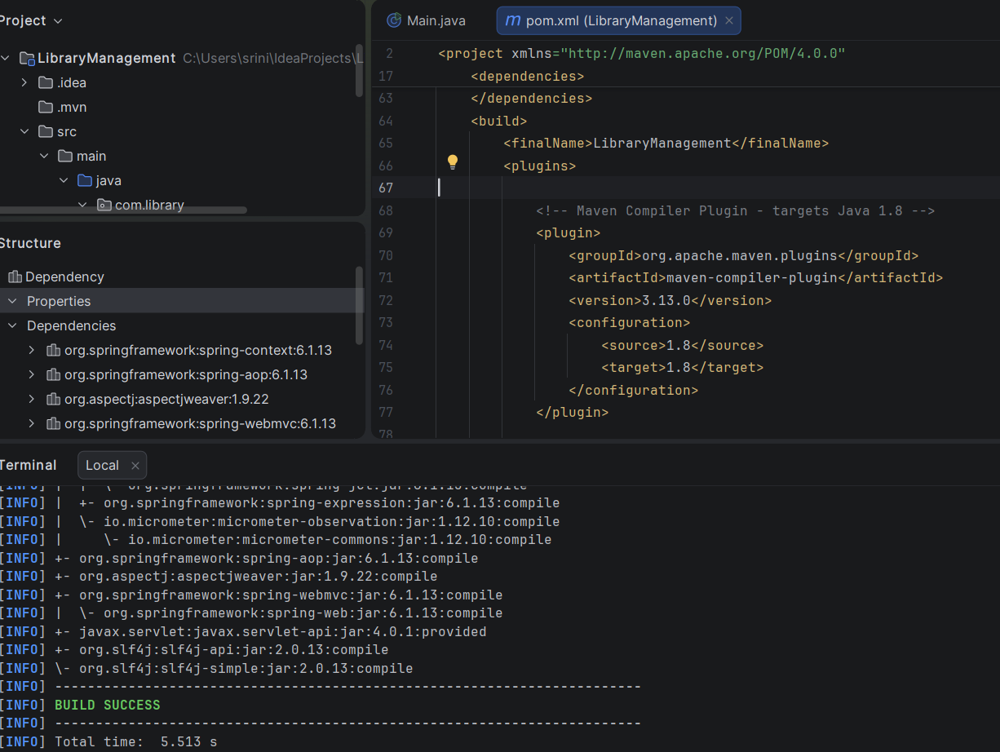 Project
LibraryManagement C:\Users\srini\IdeaProjects\L
.idea
.mvn
src
main
java
com.library
Structure
Dependency
Properties
Dependencies
org.springframework:spring-context:6.1.13
org.springframework:spring-aop:6.1.13
org.aspectj:aspectjweaver:1.9.22
org.springframework:spring-webmvc:6.1.13
Main.java
m pom.xml (LibraryManagement)
2 <project xmlns="http://maven.apache.org/POM/4.0.0"
17 <dependencies>
63 </dependencies>
64 <build>
65 <finalName>LibraryManagement</finalName>
66 <plugins>
67
68 <!-- Maven Compiler Plugin - targets Java 1.8 -->
69 <plugin>
70 <groupId>org.apache.maven.plugins</groupId>
71 <artifactId>maven-compiler-plugin</artifactId>
72 <version>3.13.0</version>
73 <configuration>
74 <source>1.8</source>
75 <target>1.8</target>
76 </configuration>
77 </plugin>
78
Terminal Local
[INFO] | | \- org.springframework:spring-jcl:jar:6.1.13:compile
[INFO] | +- org.springframework:spring-expression:jar:6.1.13:compile
[INFO] | \- io.micrometer:micrometer-observation:jar:1.12.10:compile
[INFO] | \- io.micrometer:micrometer-commons:jar:1.12.10:compile
[INFO] +- org.springframework:spring-aop:jar:6.1.13:compile
[INFO] +- org.aspectj:aspectjweaver:jar:1.9.22:compile
[INFO] +- org.springframework:spring-webmvc:jar:6.1.13:compile
[INFO] | \- org.springframework:spring-web:jar:6.1.13:compile
[INFO] +- javax.servlet:javax.servlet-api:jar:4.0.1:provided
[INFO] +- org.slf4j:slf4j-api:jar:2.0.13:compile
[INFO] \- org.slf4j:slf4j-simple:jar:2.0.13:compile
[INFO] ------------------------------------------------------------------------
[INFO] BUILD SUCCESS
[INFO] ------------------------------------------------------------------------
[INFO] Total time:  5.513 s